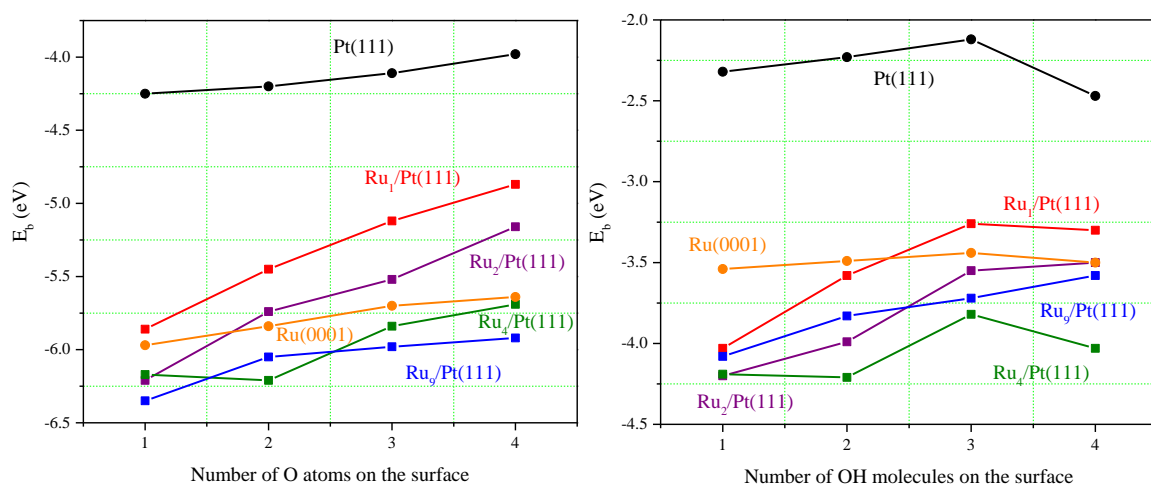 -4.0
-4.5
-5.0
-5.5
-6.0
-6.5
E_b (eV)
Pt(111)
Ru₁/Pt(111)
Ru₂/Pt(111)
Ru(0001)
Ru₄/Pt(111)
Ru₉/Pt(111)
1 2 3 4
Number of O atoms on the surface
-2.0
-2.5
-3.0
-3.5
-4.0
-4.5
E_b (eV)
Pt(111)
Ru₁/Pt(111)
Ru(0001)
Ru₉/Pt(111)
Ru₄/Pt(111)
Ru₂/Pt(111)
1 2 3 4
Number of OH molecules on the surface